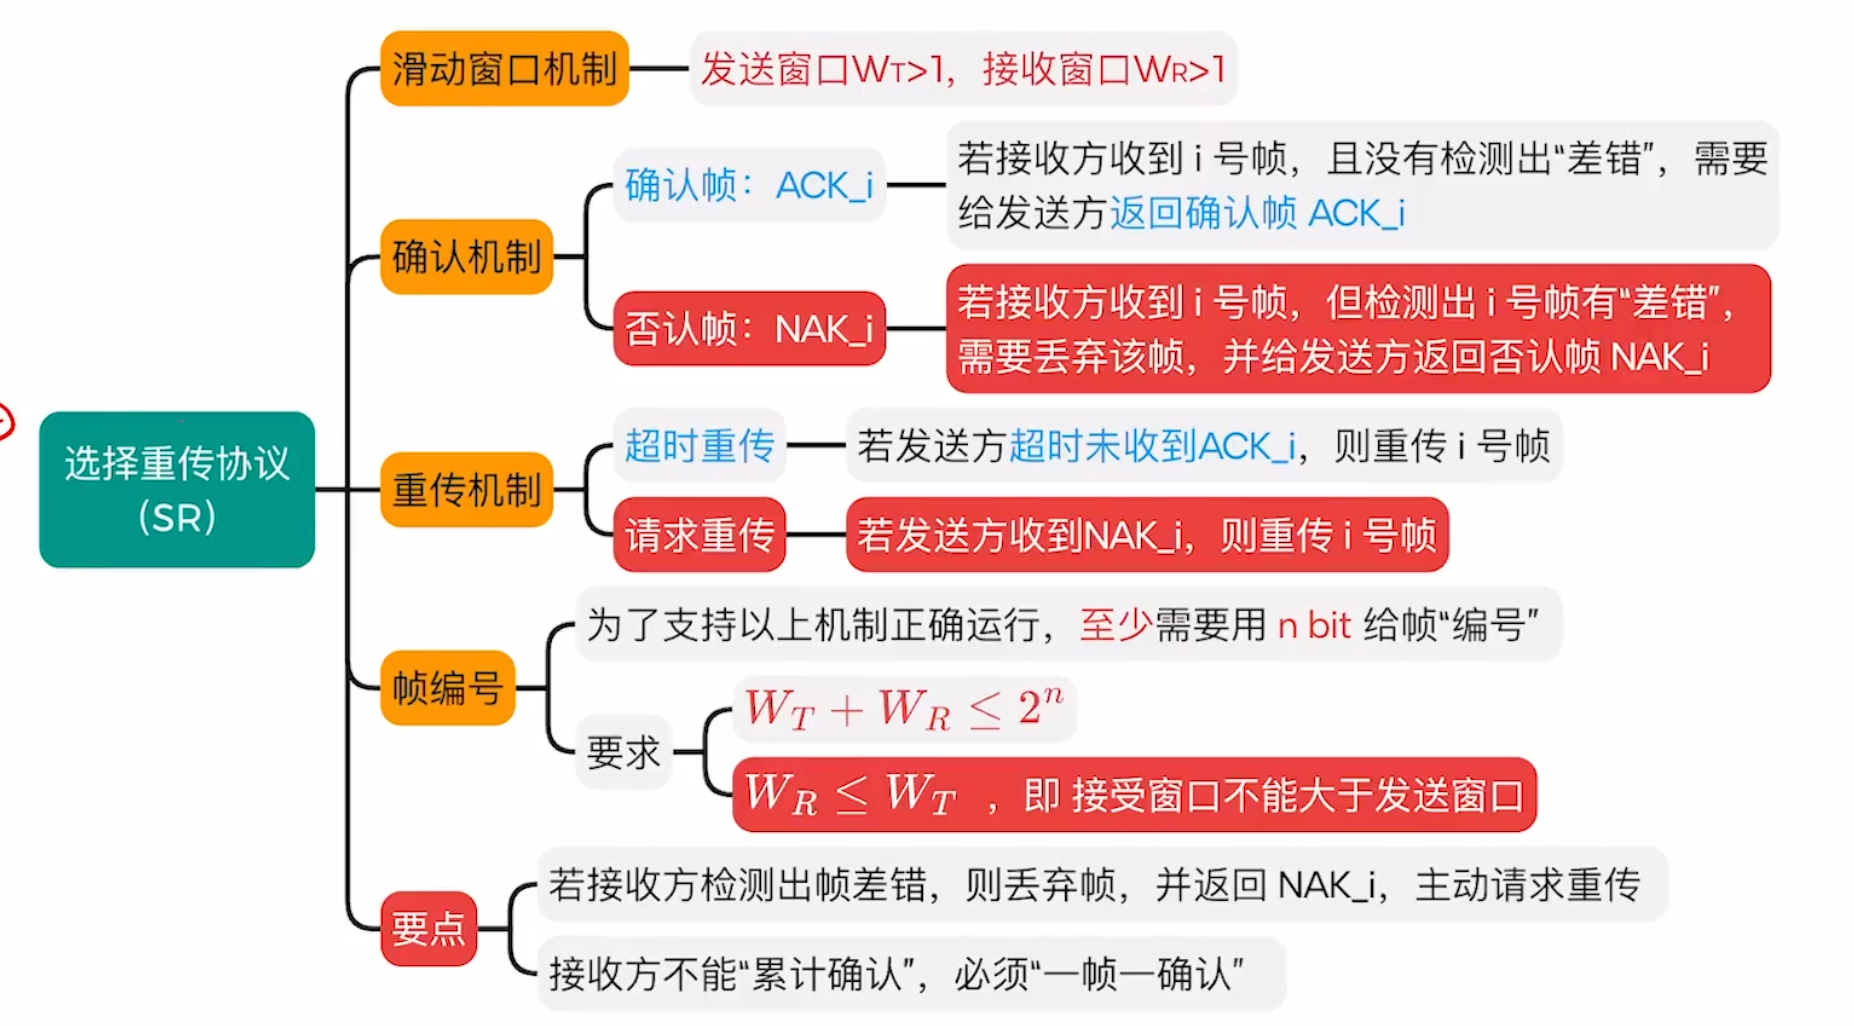 滑动窗口机制
发送窗口WT>1，接收窗口WR>1
确认机制
确认帧：ACK_i
若接收方收到 i 号帧，且没有检测出“差错”，需要
给发送方返回确认帧 ACK_i
否认帧：NAK_i
若接收方收到 i 号帧，但检测出 i 号帧有“差错”，
需要丢弃该帧，并给发送方返回否认帧 NAK_i
选择重传协议
（SR）
重传机制
超时重传
若发送方超时未收到ACK_i，则重传 i 号帧
请求重传
若发送方收到NAK_i，则重传 i 号帧
帧编号
为了支持以上机制正确运行，至少需要用 n bit 给帧“编号”
要求
W_T + W_R ≤ 2^n
W_R ≤ W_T ，即 接受窗口不能大于发送窗口
要点
若接收方检测出帧差错，则丢弃帧，并返回 NAK_i，主动请求重传
接收方不能“累计确认”，必须“一帧一确认”